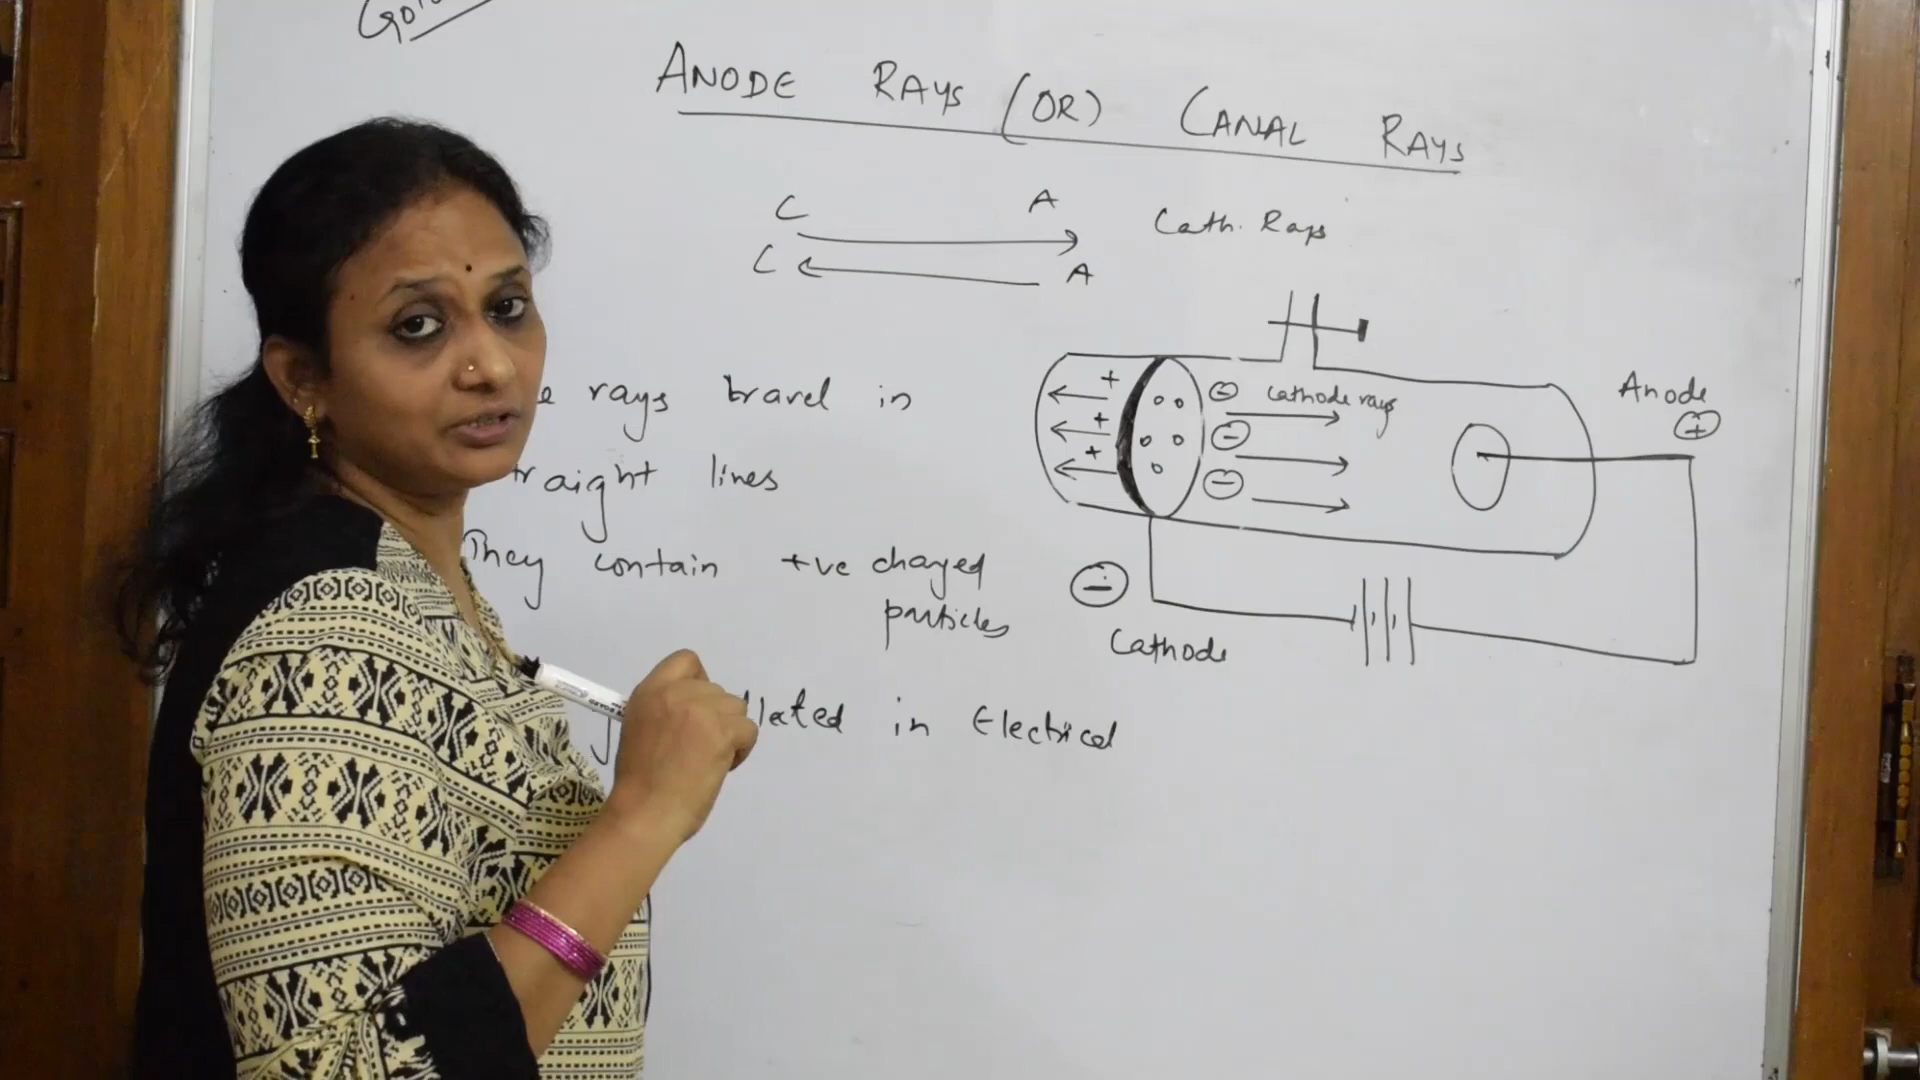 ANODE RAYS (OR) CANAL RAYS
C A Cath. Rays
C A
rays travel in
lines
They contain +ve charged
particles
in Electrical
+ + +
- - -
cathode rays
Anode
+
-
Cathode